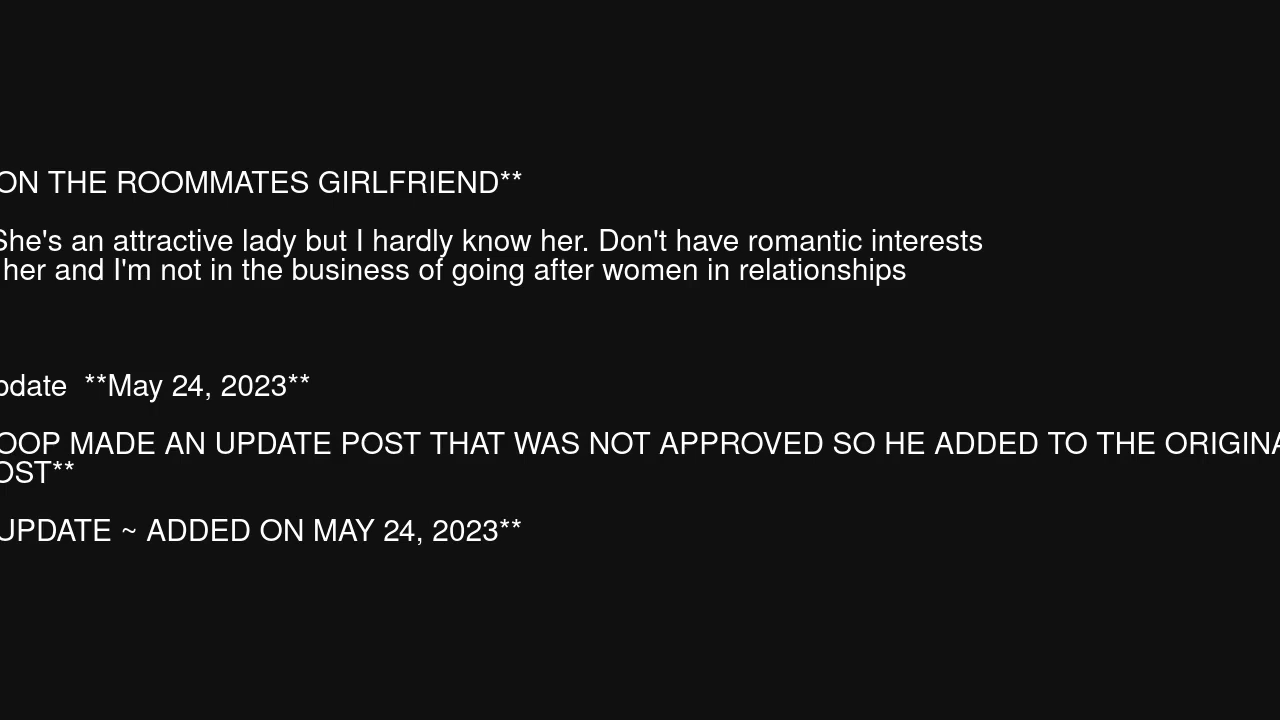 ON THE ROOMMATES GIRLFRIEND**
She's an attractive lady but I hardly know her. Don't have romantic interests
her and I'm not in the business of going after women in relationships
pdate  **May 24, 2023**
OOP MADE AN UPDATE POST THAT WAS NOT APPROVED SO HE ADDED TO THE ORIGINA
OST**
UPDATE ~ ADDED ON MAY 24, 2023**